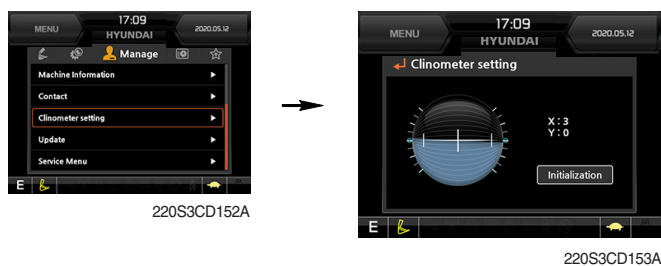 MENU
17:09
HYUNDAI
2020.05.12
Manage
Machine Information
Contact
Clinometer setting
Update
Service Menu
E
220S3CD152A
MENU
17:09
HYUNDAI
2020.05.12
Clinometer setting
X : 3
Y : 0
Initialization
E
220S3CD153A